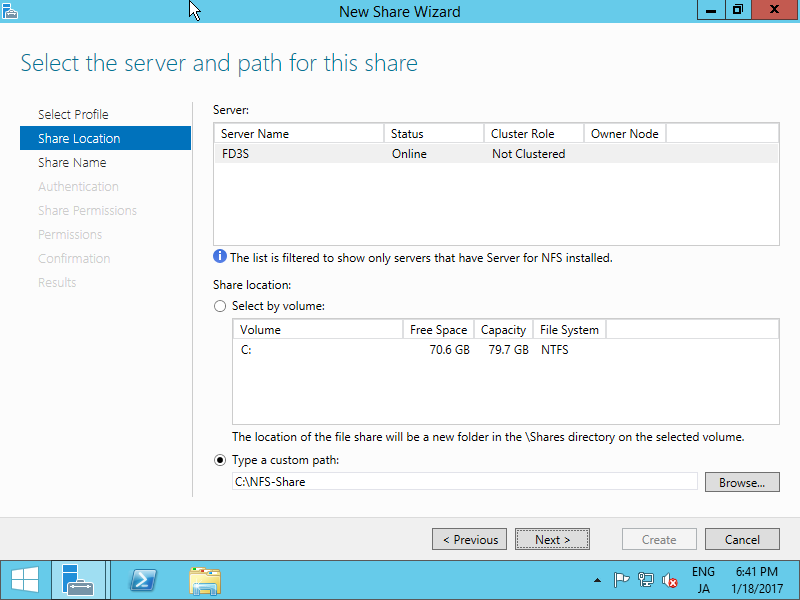 New Share Wizard
Select the server and path for this share
Select Profile
Share Location
Share Name
Authentication
Share Permissions
Permissions
Confirmation
Results
Server:
Server Name Status Cluster Role Owner Node
FD3S Online Not Clustered
The list is filtered to show only servers that have Server for NFS installed.
Share location:
Select by volume:
Volume Free Space Capacity File System
C: 70.6 GB 79.7 GB NTFS
The location of the file share will be a new folder in the \Shares directory on the selected volume.
Type a custom path:
C:\NFS-Share Browse...
< Previous Next > Create Cancel
ENG 6:41 PM
JA 1/18/2017